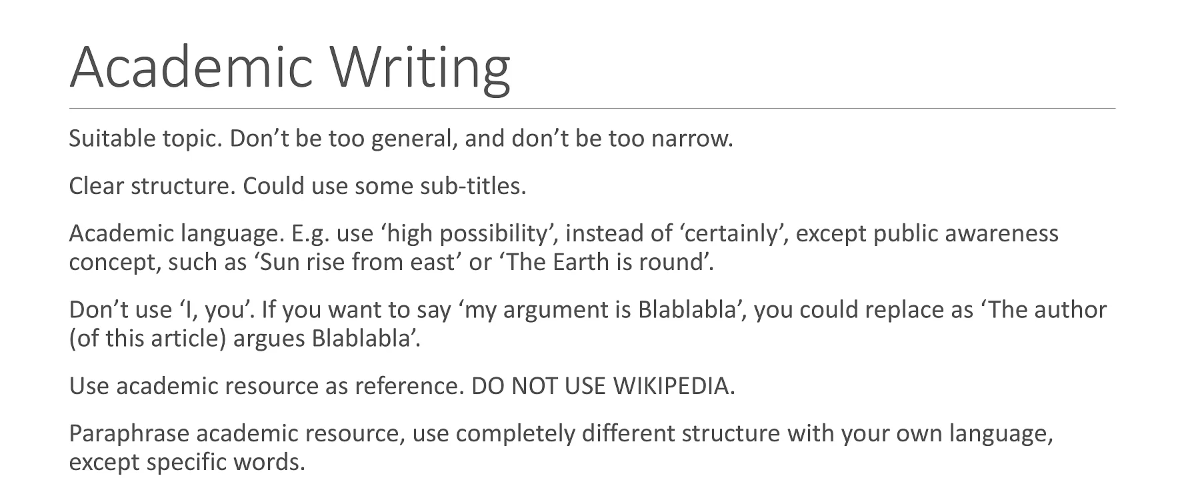 Academic Writing
Suitable topic. Don’t be too general, and don’t be too narrow.
Clear structure. Could use some sub-titles.
Academic language. E.g. use ‘high possibility’, instead of ‘certainly’, except public awareness
concept, such as ‘Sun rise from east’ or ‘The Earth is round’.
Don’t use ‘I, you’. If you want to say ‘my argument is Blablabla’, you could replace as ‘The author
(of this article) argues Blablabla’.
Use academic resource as reference. DO NOT USE WIKIPEDIA.
Paraphrase academic resource, use completely different structure with your own language,
except specific words.